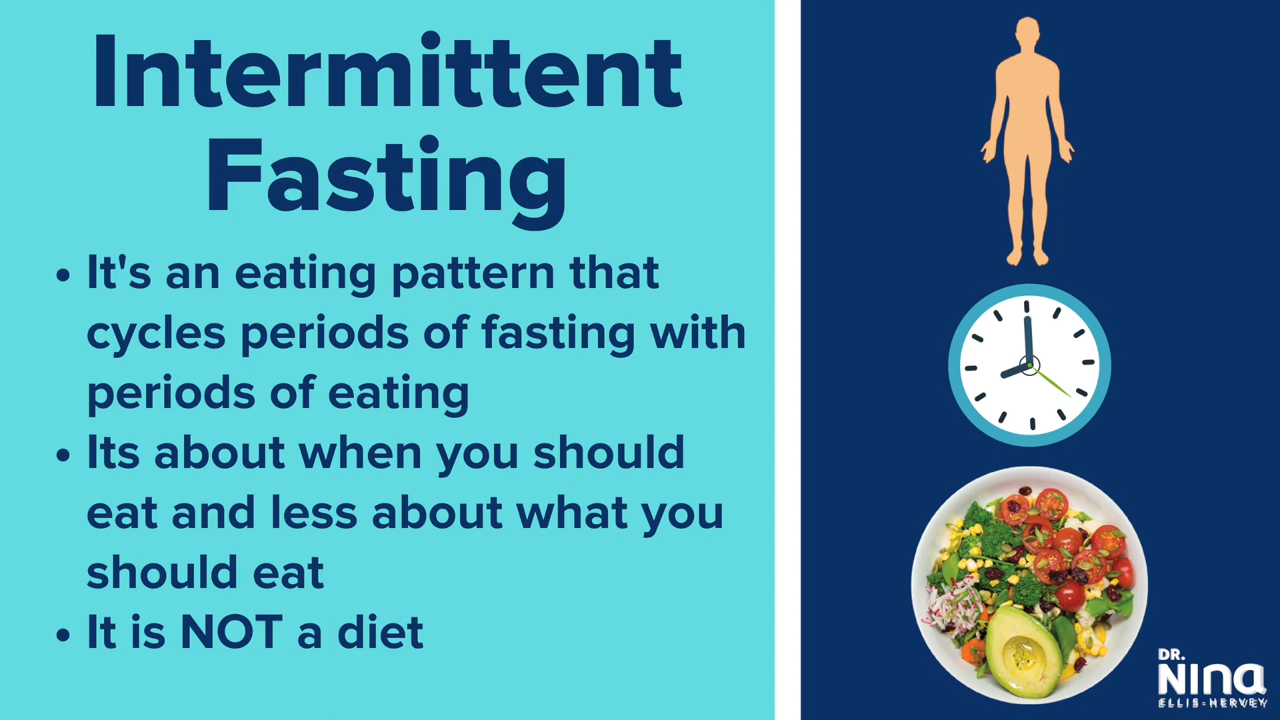 Intermittent
Fasting
• It's an eating pattern that
cycles periods of fasting with
periods of eating
• Its about when you should
eat and less about what you
should eat
• It is NOT a diet
DR.
Nina
ELLIS-HERVEY